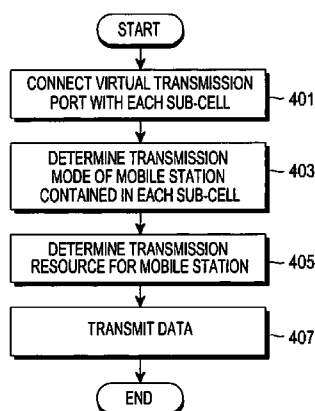 START
CONNECT VIRTUAL TRANSMISSION
PORT WITH EACH SUB-CELL
401
DETERMINE TRANSMISSION
MODE OF MOBILE STATION
CONTAINED IN EACH SUB-CELL
403
DETERMINE TRANSMISSION
RESOURCE FOR MOBILE STATION
405
TRANSMIT DATA
407
END